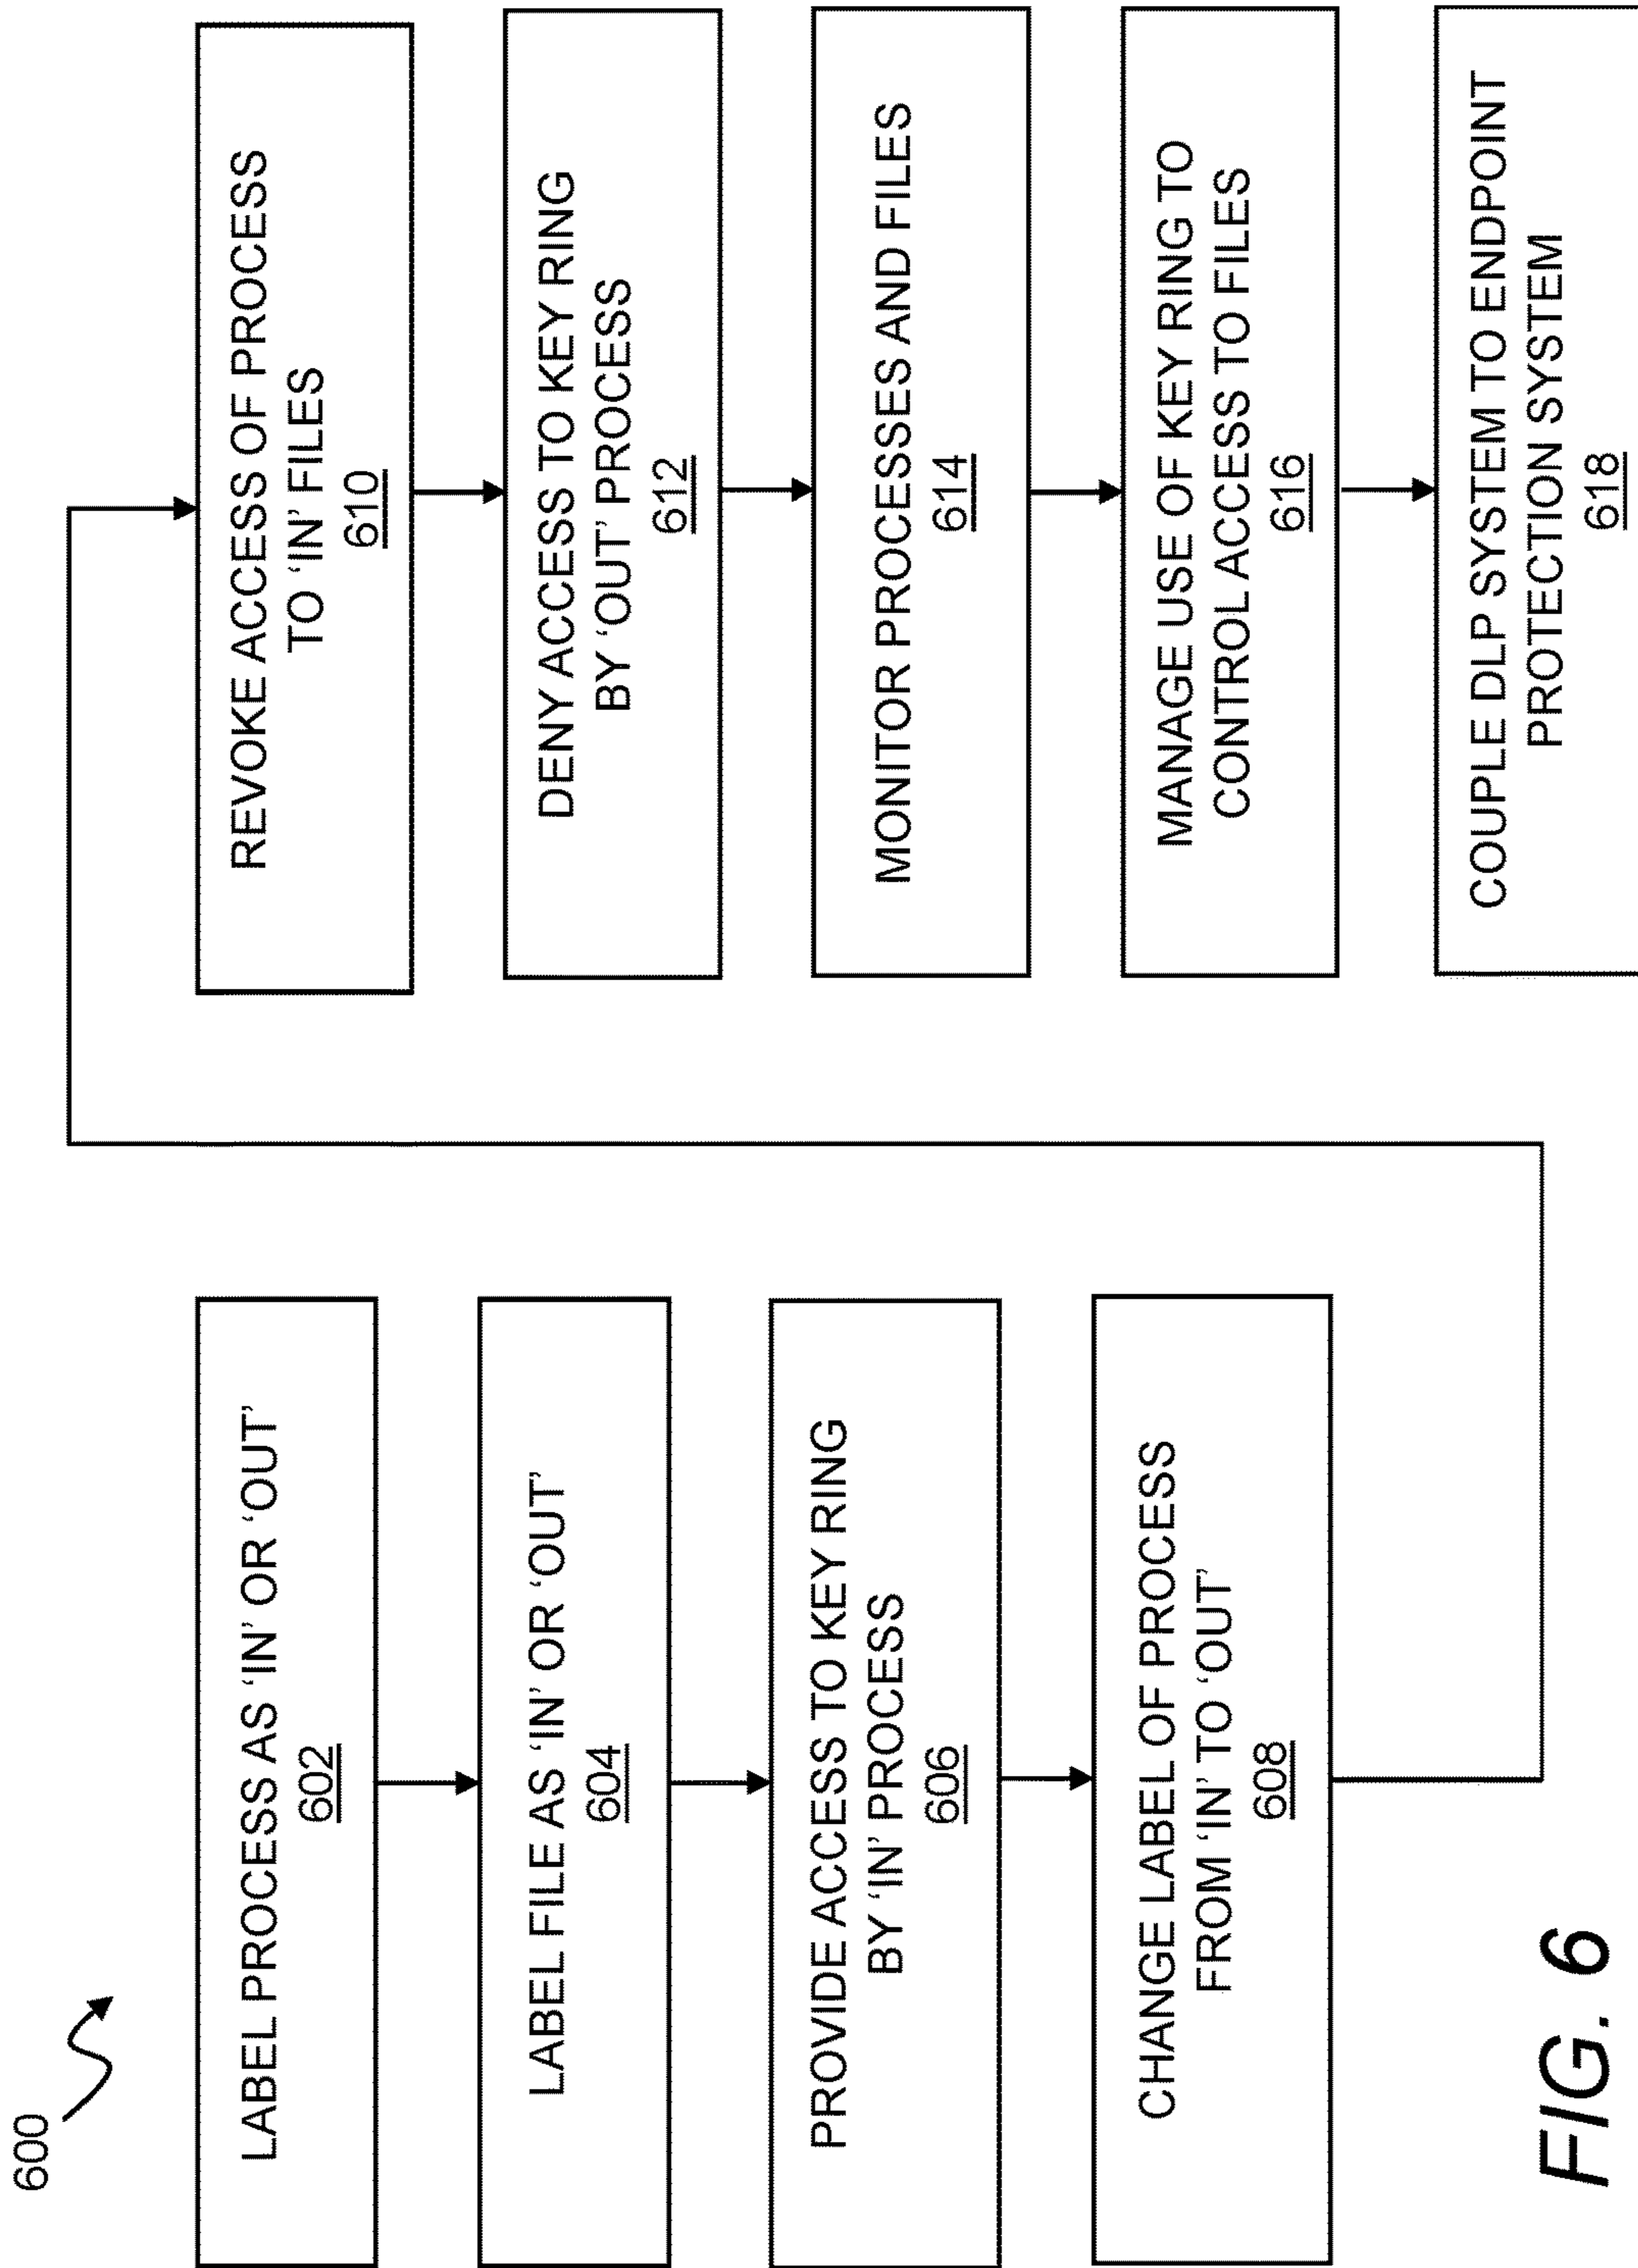 600
LABEL PROCESS AS ‘IN’ OR ‘OUT’
602
LABEL FILE AS ‘IN’ OR ‘OUT’
604
PROVIDE ACCESS TO KEY RING
BY ‘IN’ PROCESS
606
CHANGE LABEL OF PROCESS
FROM ‘IN’ TO ‘OUT’
608
REVOKE ACCESS OF PROCESS
TO ‘IN’ FILES
610
DENY ACCESS TO KEY RING
BY ‘OUT’ PROCESS
612
MONITOR PROCESSES AND FILES
614
MANAGE USE OF KEY RING TO
CONTROL ACCESS TO FILES
616
COUPLE DLP SYSTEM TO ENDPOINT
PROTECTION SYSTEM
618
FIG. 6